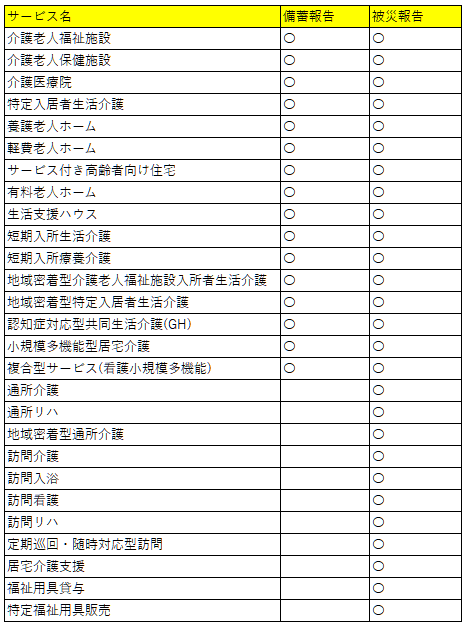 サービス名 備蓄報告 被災報告
介護老人福祉施設 〇 〇
介護老人保健施設 〇 〇
介護医療院 〇 〇
特定入居者生活介護 〇 〇
養護老人ホーム 〇 〇
軽費老人ホーム 〇 〇
サービス付き高齢者向け住宅 〇 〇
有料老人ホーム 〇 〇
生活支援ハウス 〇 〇
短期入所生活介護 〇 〇
短期入所療養介護 〇 〇
地域密着型介護老人福祉施設入所者生活介護 〇 〇
地域密着型特定入居者生活介護 〇 〇
認知症対応型共同生活介護(GH) 〇 〇
小規模多機能型居宅介護 〇 〇
複合型サービス(看護小規模多機能) 〇 〇
通所介護 〇
通所リハ 〇
地域密着型通所介護 〇
訪問介護 〇
訪問入浴 〇
訪問看護 〇
訪問リハ 〇
定期巡回・随時対応型訪問 〇
居宅介護支援 〇
福祉用具貸与 〇
特定福祉用具販売 〇